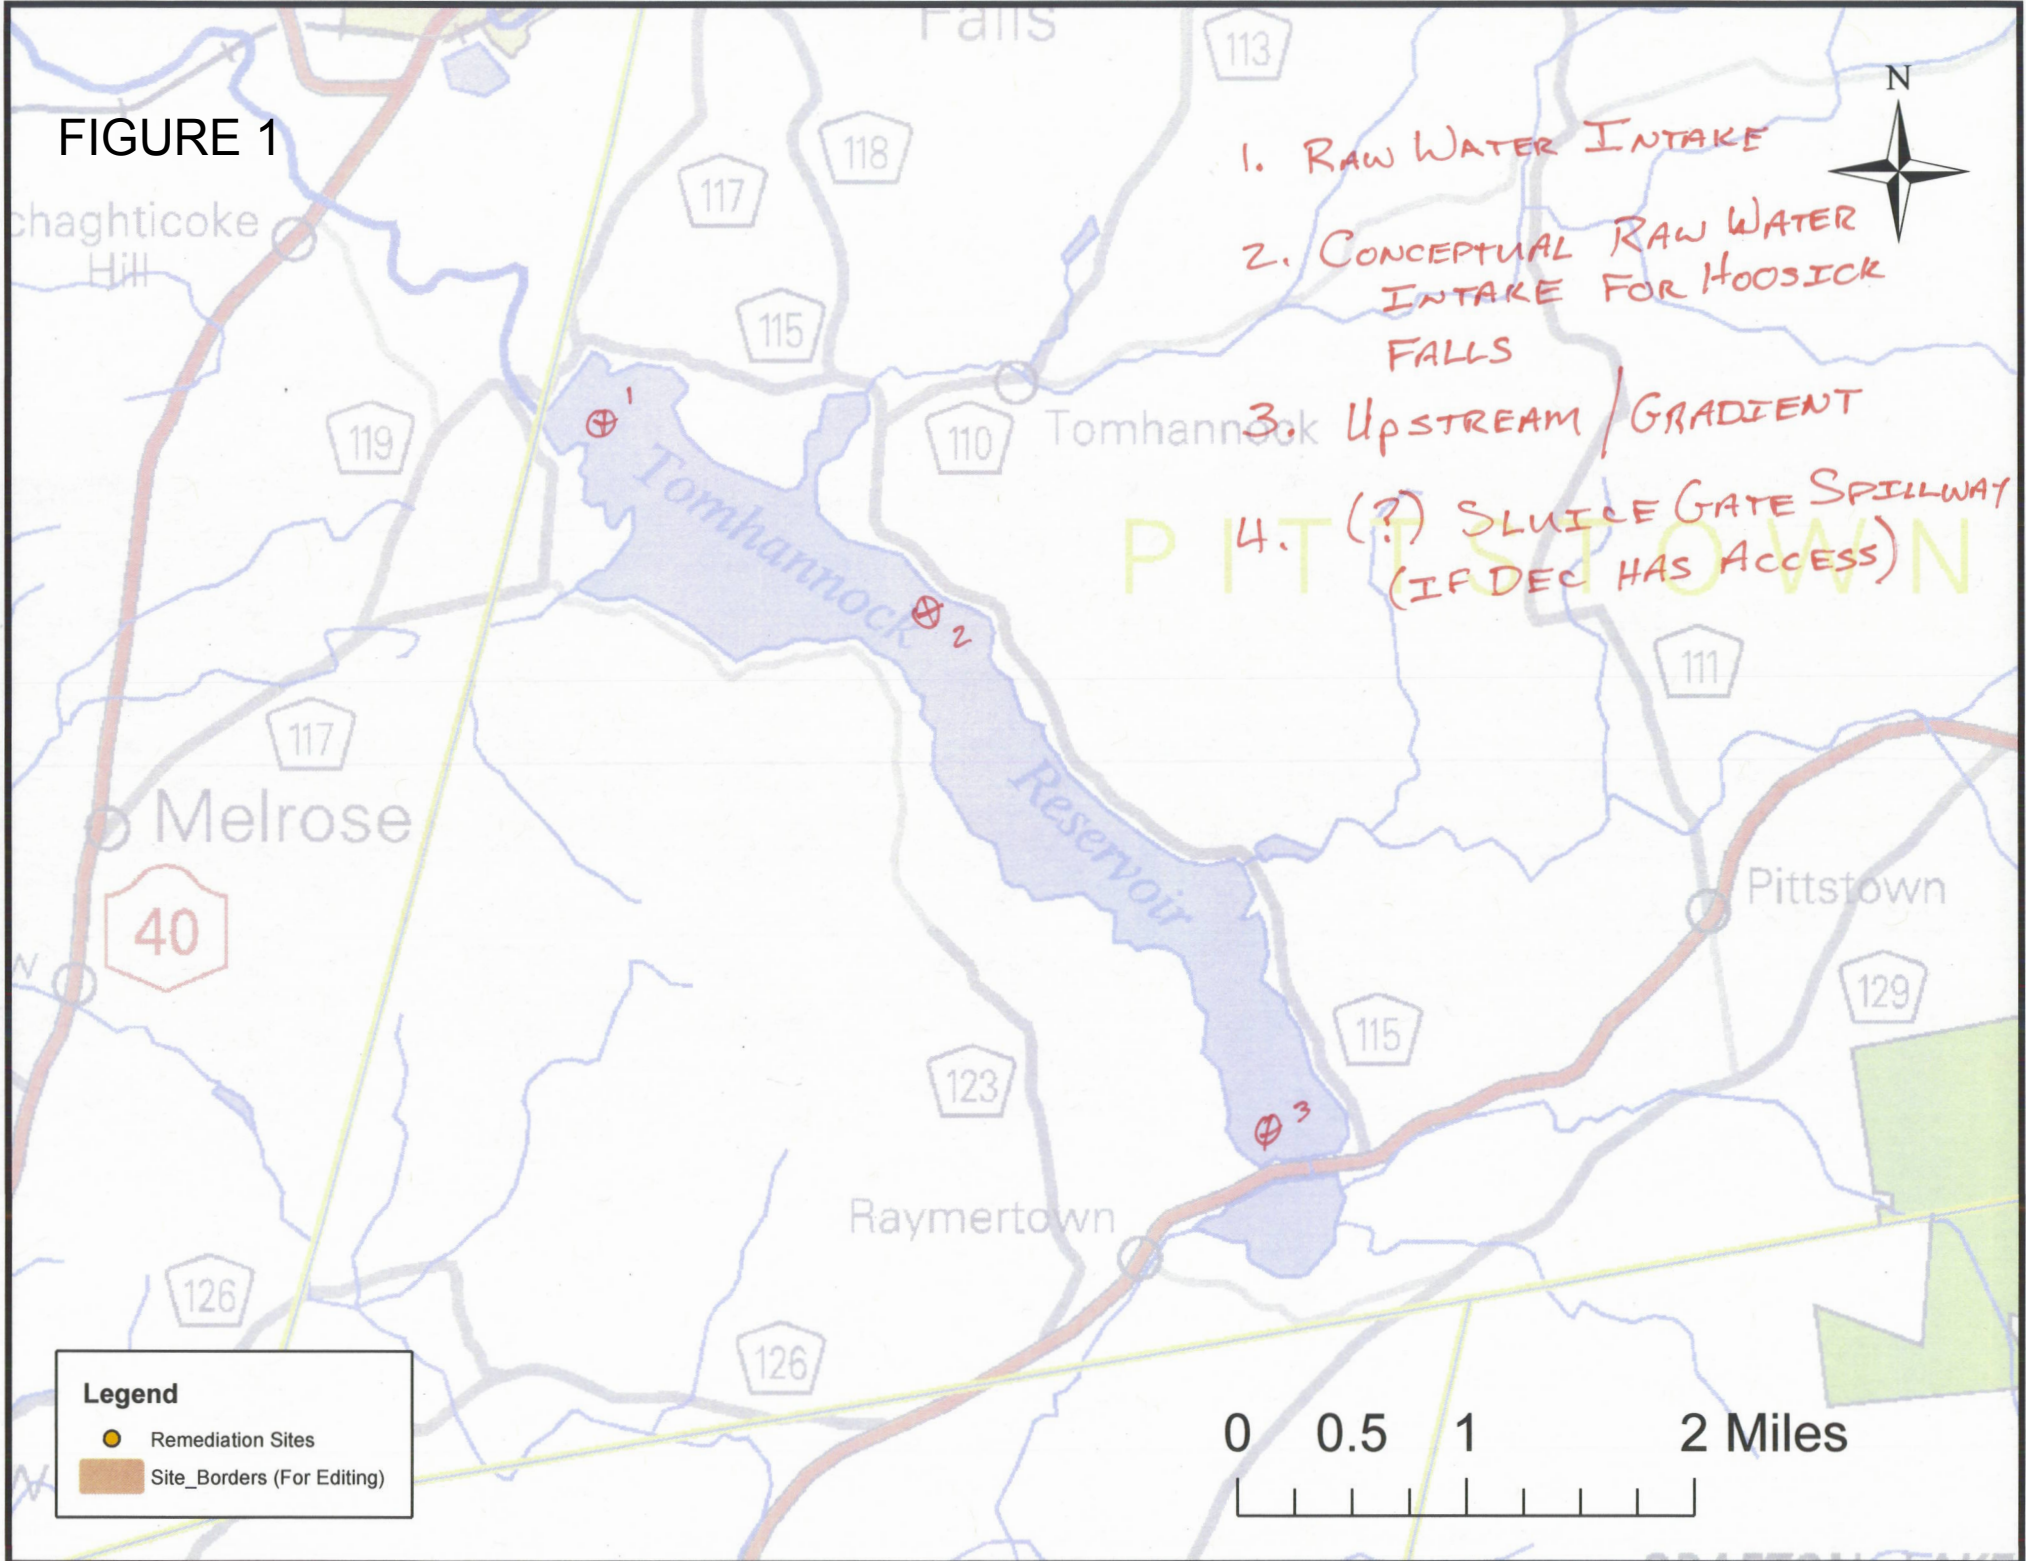 Falls
113
N
FIGURE 1
118
117
1. RAW WATER INTAKE
chaghticoke
Hill
2. CONCEPTUAL RAW WATER
INTAKE FOR HOOSICK
FALLS
115
1
119
110
Tomhannock
3. UPSTREAM / GRADIENT
Tomhannock
4. (?) SLUICE GATE SPILLWAY
(IF DEC HAS ACCESS)
PITTSTOWN
2
111
117
Melrose
Reservoir
Pittstown
40
W
129
115
123
3
Raymertown
126
126
Legend
Remediation Sites
Site_Borders (For Editing)
0 0.5 1 2 Miles